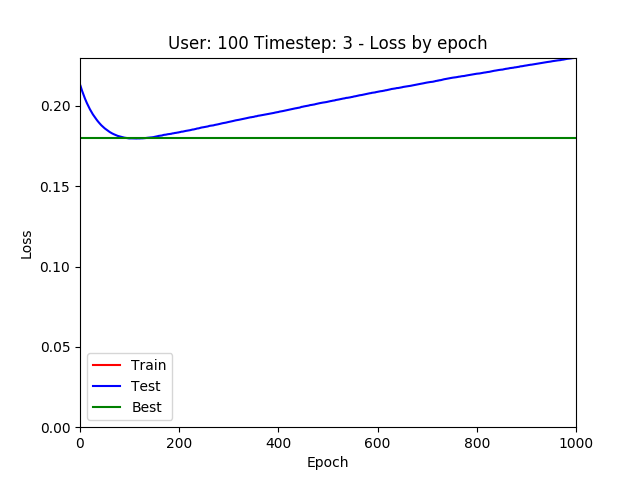 User: 100 Timestep: 3 - Loss by epoch
Loss
0.20
0.15
0.10
0.05
0.00
Train
Test
Best
0 200 400 600 800 1000
Epoch